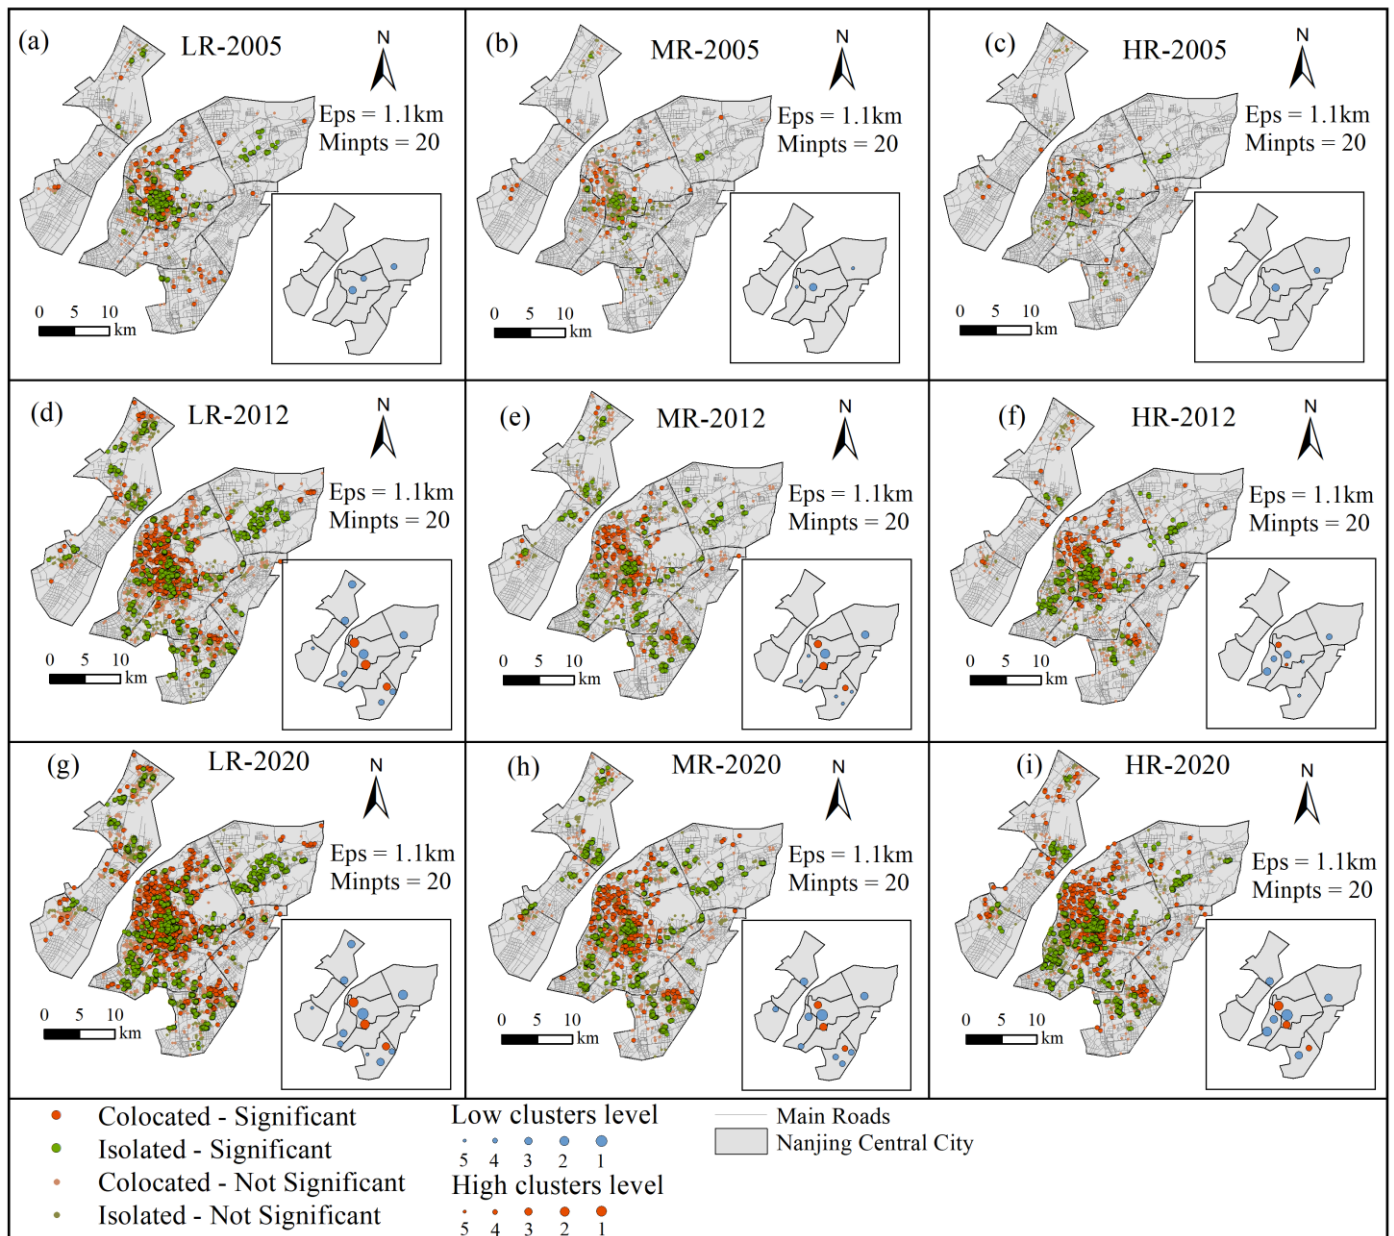 (a) LR-2005 N
Eps = 1.1km
Minpts = 20
0 5 10
km
(b) MR-2005 N
Eps = 1.1km
Minpts = 20
0 5 10
km
(c) HR-2005 N
Eps = 1.1km
Minpts = 20
0 5 10
km
(d) LR-2012 N
Eps = 1.1km
Minpts = 20
0 5 10
km
(e) MR-2012 N
Eps = 1.1km
Minpts = 20
0 5 10
km
(f) HR-2012 N
Eps = 1.1km
Minpts = 20
0 5 10
km
(g) LR-2020 N
Eps = 1.1km
Minpts = 20
0 5 10
km
(h) MR-2020 N
Eps = 1.1km
Minpts = 20
0 5 10
km
(i) HR-2020 N
Eps = 1.1km
Minpts = 20
0 5 10
km
Colocated - Significant
Isolated - Significant
Colocated - Not Significant
Isolated - Not Significant
Low clusters level
5 4 3 2 1
High clusters level
5 4 3 2 1
Main Roads
Nanjing Central City